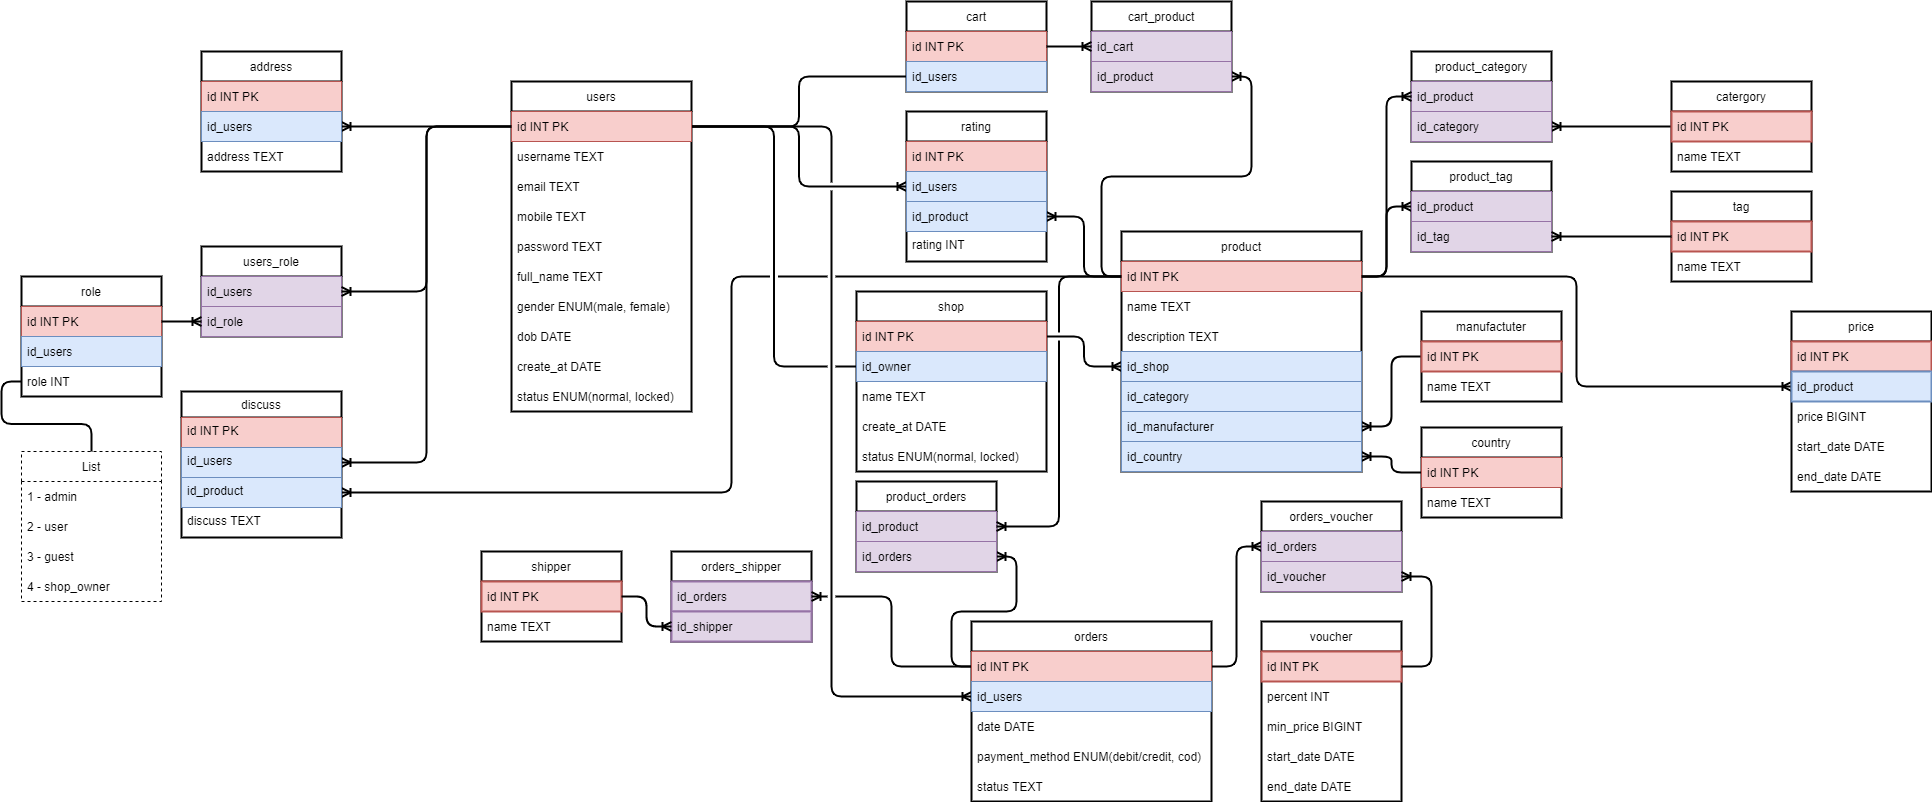 cart
id INT PK
id_users
cart_product
id_cart
id_product
address
id INT PK
id_users
address TEXT
users
id INT PK
username TEXT
email TEXT
mobile TEXT
password TEXT
full_name TEXT
gender ENUM(male, female)
dob DATE
create_at DATE
status ENUM(normal, locked)
rating
id INT PK
id_users
id_product
rating INT
product_category
id_product
id_category
catergory
id INT PK
name TEXT
product_tag
id_product
id_tag
tag
id INT PK
name TEXT
users_role
id_users
id_role
role
id INT PK
id_users
role INT
List
1 - admin
2 - user
3 - guest
4 - shop_owner
discuss
id INT PK
id_users
id_product
discuss TEXT
shop
id INT PK
id_owner
name TEXT
create_at DATE
status ENUM(normal, locked)
product
id INT PK
name TEXT
description TEXT
id_shop
id_category
id_manufacturer
id_country
manufactuter
id INT PK
name TEXT
country
id INT PK
name TEXT
price
id INT PK
id_product
price BIGINT
start_date DATE
end_date DATE
product_orders
id_product
id_orders
shipper
id INT PK
name TEXT
orders_shipper
id_orders
id_shipper
orders_voucher
id_orders
id_voucher
orders
id INT PK
id_users
date DATE
payment_method ENUM(debit/credit, cod)
status TEXT
voucher
id INT PK
percent INT
min_price BIGINT
start_date DATE
end_date DATE